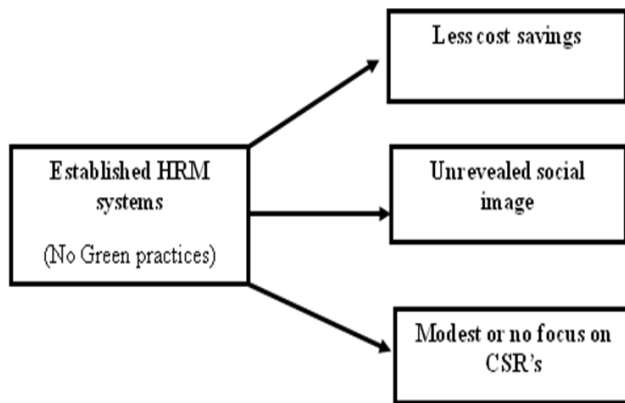 Less cost savings
Established HRM
systems
(No Green practices)
Unrevealed social
image
Modest or no focus on
CSR's